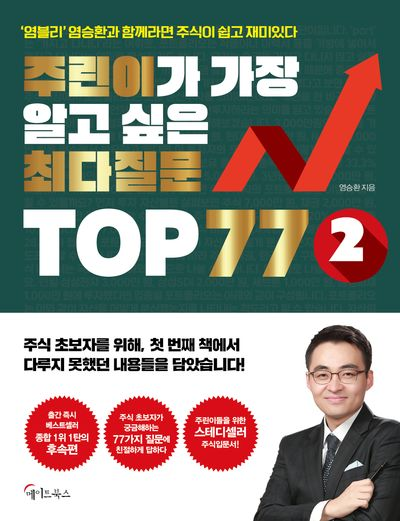 '염블리' 염승환과 함께라면 주식이 쉽고 재미있다
주린이가 가장
알고 싶은
최다질문
염승환 지음
TOP 77 2
주식 초보자를 위해, 첫 번째 책에서
다루지 못했던 내용들을 담았습니다!
출간 즉시
베스트셀러
종합 1위 1탄의
후속편
주식 초보자가
궁금해하는
77가지 질문에
친절하게 답하다
주린이들을 위한
스테디셀러
주식입문서!
메이트북스